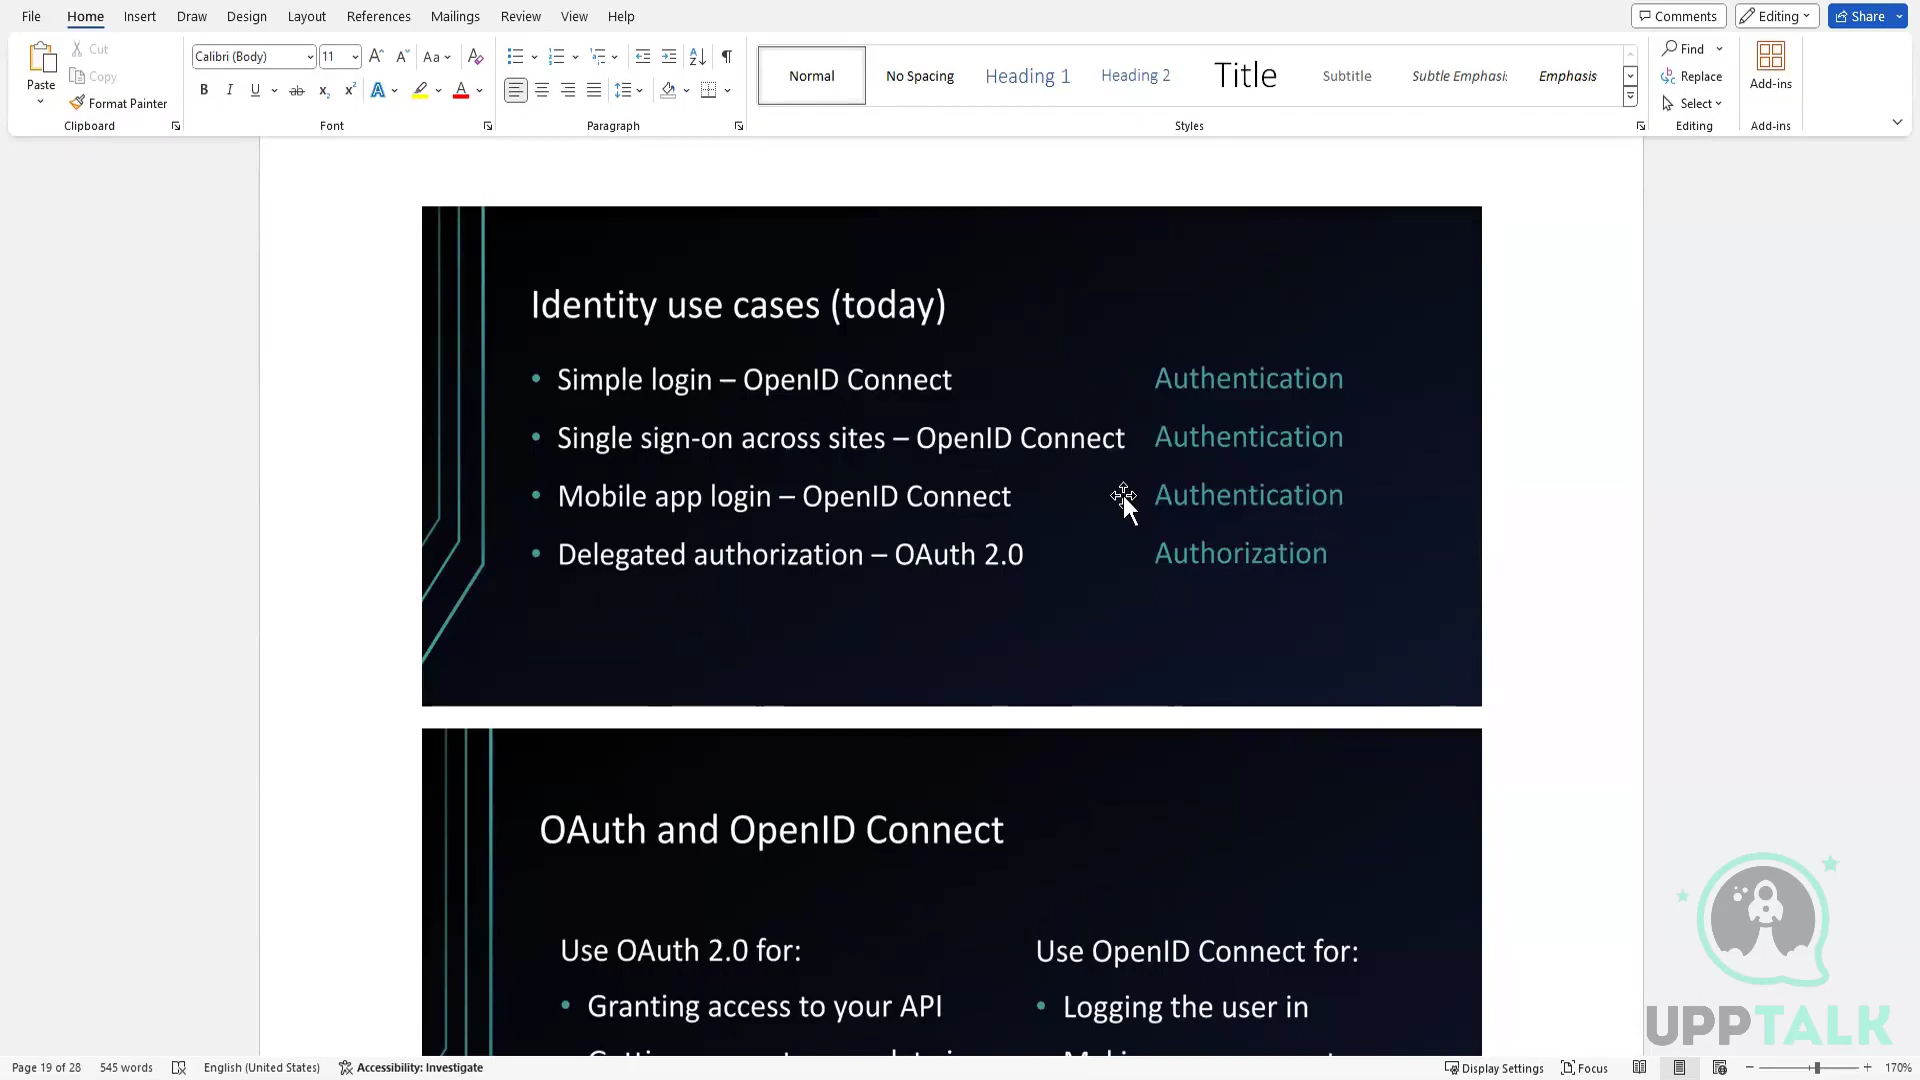 File Home Insert Draw Design Layout References Mailings Review View Help
Comments Editing Share
Paste
Cut
Copy
Format Painter
Clipboard
Calibri (Body) 11
Font
Paragraph
Normal No Spacing Heading 1 Heading 2 Title Subtitle Subtle Emphasi Emphasis
Styles
Find
Replace
Select
Editing
Add-ins
Add-ins
Identity use cases (today)
• Simple login – OpenID Connect Authentication
• Single sign-on across sites – OpenID Connect Authentication
• Mobile app login – OpenID Connect Authentication
• Delegated authorization – OAuth 2.0 Authorization
OAuth and OpenID Connect
Use OAuth 2.0 for: Use OpenID Connect for:
• Granting access to your API • Logging the user in
UPPTALK
Page 19 of 28 545 words English (United States) Accessibility: Investigate Display Settings Focus 170%